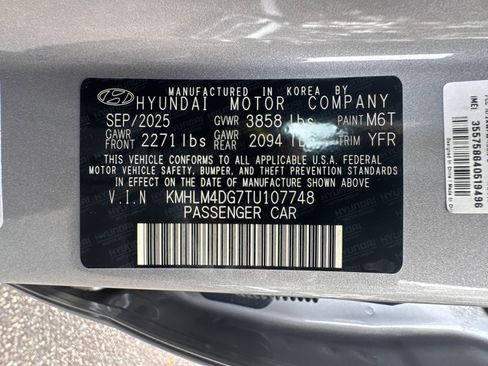 MANUFACTURED IN KOREA BY
HYUNDAI MOTOR COMPANY
SEP/2025 GVWR 3858 lbs PAINT M6T
GAWR FRONT 2271 lbs GAWR REAR 2094 TRIM YFR
THIS VEHICLE CONFORMS TO ALL APPLICABLE U.S.A. FEDERAL
MOTOR VEHICLE SAFETY, BUMPER, AND THEFT PREVENTION STANDARDS
IN EFFECT ON THE DATE OF MANUFACTURE SHOWN ABOVE.
V.I.N KMHLM4DG7TU107748
PASSENGER CAR
IMEI
355758640519496